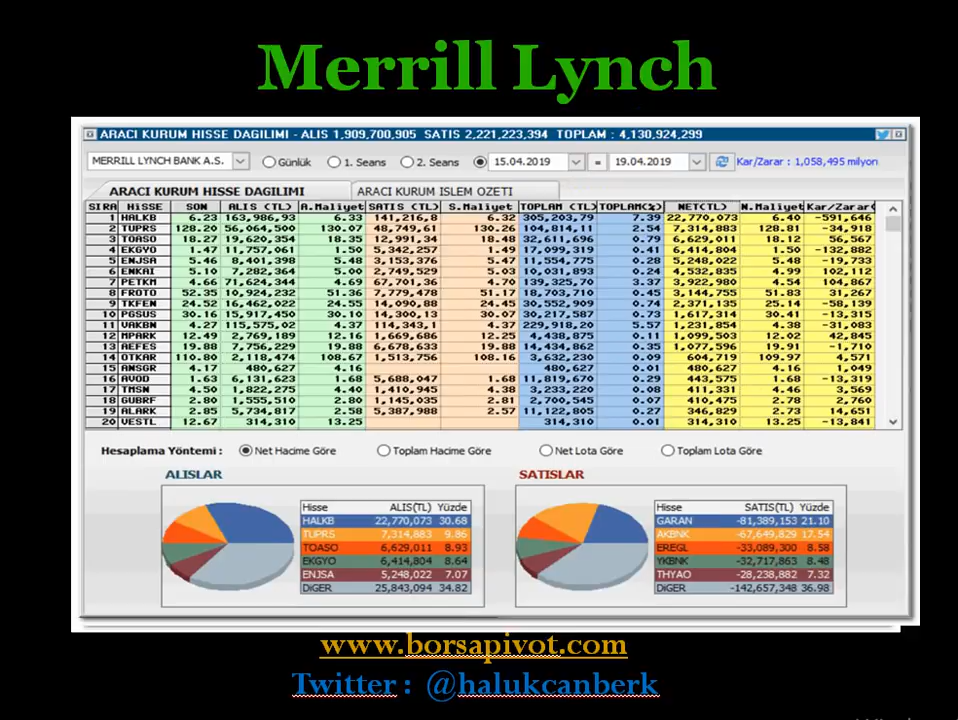 Merrill Lynch
ARACI KURUM HISSE DAGILIMI - ALIS 1,909,700,905 SATIS 2,221,223,394 TOPLAM : 4,130,924,299
MERRILL LYNCH BANK A.S. Günlük 1. Seans 2. Seans 15.04.2019 = 19.04.2019 Kar/Zarar : 1,058,495 milyon
ARACI KURUM HISSE DAGILIMI ARACI KURUM ISLEM OZETI
SIRA HiSSE SON ALIS (TL) A.Maliyet SATIS (TL) S.Maliyet TOPLAM (TL) TOPLAM(%) NET(TL) N.Maliyet Kar/Zarar
1 HALKB 6.23 163,986,93 6.33 141,216,8 6.32 305,203,79 7.39 22,770,073 6.40 -591,646
2 TUPRS 128.20 56,064,500 130.07 48,749,61 130.26 104,814,11 2.54 7,314,883 128.81 -34,918
3 TOASO 18.27 19,620,354 18.35 12,991,34 18.48 32,611,696 0.79 6,629,011 18.12 56,567
4 EKGYO 1.47 11,757,061 1.50 5,342,257 1.49 17,099,319 0.41 6,414,804 1.50 -132,882
5 ENJSA 5.46 8,401,398 5.48 3,153,376 5.47 11,554,775 0.28 5,248,022 5.48 -19,733
6 ENKAI 5.10 7,282,364 5.00 2,749,529 5.03 10,031,893 0.24 4,532,835 4.99 102,112
7 PETKM 4.66 71,624,344 4.69 67,701,36 4.70 139,325,70 3.37 3,922,980 4.54 104,867
8 FROTO 52.35 10,924,232 51.36 7,779,478 51.17 18,703,710 0.45 3,144,755 51.83 31,267
9 TKFEN 24.52 16,462,022 24.55 14,090,88 24.45 30,552,909 0.74 2,371,135 25.14 -58,139
10 PGSUS 30.16 15,917,450 30.10 14,300,13 30.07 30,217,587 0.73 1,617,314 30.41 -13,315
11 VAKBN 4.27 115,575,02 4.37 114,343,1 4.37 229,918,20 5.57 1,231,854 4.38 -31,083
12 MPARK 12.49 2,769,189 12.16 1,669,686 12.25 4,438,875 0.11 1,099,503 12.02 42,845
13 AEFES 19.88 7,756,229 19.88 6,678,633 19.88 14,434,862 0.35 1,077,596 19.91 -1,710
14 OTKAR 110.80 2,118,474 108.67 1,513,756 108.16 3,632,230 0.09 604,719 109.97 4,571
15 ANSGR 4.17 480,627 4.16 480,627 0.01 480,627 4.16 1,049
16 AVOD 1.63 6,131,623 1.68 5,688,047 1.68 11,819,670 0.29 443,575 1.68 -13,319
17 TMSN 4.50 1,822,275 4.40 1,410,945 4.38 3,233,220 0.08 411,331 4.46 3,569
18 GUBRF 2.80 1,555,510 2.80 1,145,035 2.81 2,700,545 0.07 410,475 2.78 2,760
19 ALARK 2.85 5,734,817 2.58 5,387,988 2.57 11,122,805 0.27 346,829 2.73 14,651
20 VESTL 12.67 314,310 13.25 314,310 0.01 314,310 13.25 -13,841
Hesaplama Yöntemi : Net Hacime Göre Toplam Hacime Göre Net Lota Göre Toplam Lota Göre
ALISLAR SATISLAR
Hisse ALIS(TL) Yüzde Hisse SATIS(TL) Yüzde
HALKB 22,770,073 30.68 GARAN -81,389,153 21.10
TUPRS 7,314,883 9.86 AKBNK -67,649,829 17.54
TOASO 6,629,011 8.93 EREGL -33,089,300 8.58
EKGYO 6,414,804 8.64 YKBNK -32,717,863 8.48
ENJSA 5,248,022 7.07 THYAO -28,238,882 7.32
DiGER 25,843,094 34.82 DiGER -142,657,348 36.98
www.borsapivot.com
Twitter : @halukcanberk